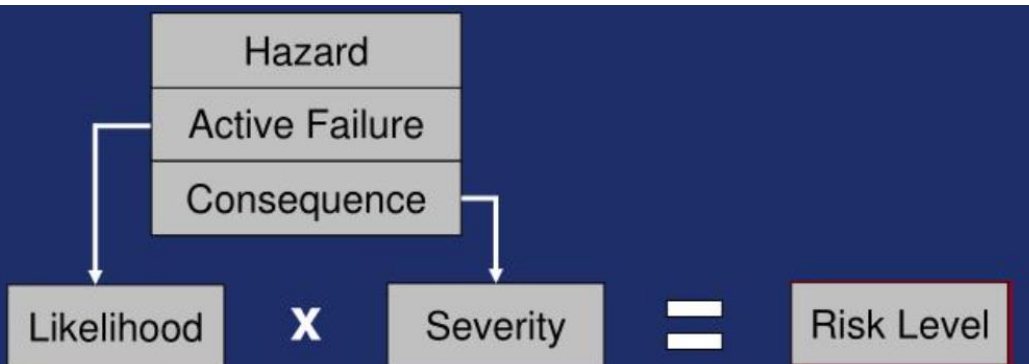 Hazard
Active Failure
Consequence
Likelihood x Severity = Risk Level